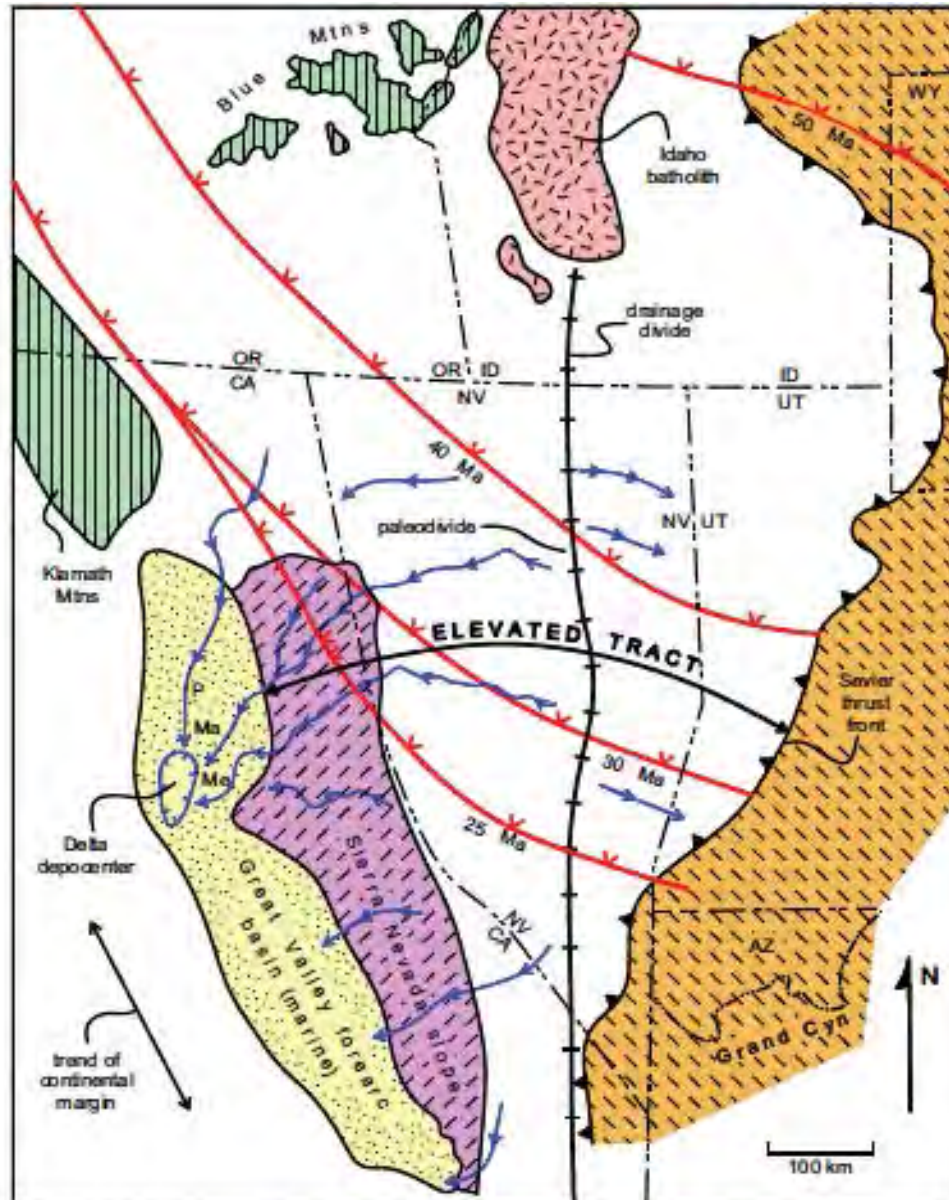 Blue Mtns
WY
50 Ma
Idaho
batholith
drainage
divide
OR
CA
OR ID
NV
ID
UT
40 Ma
paleodivide
NV UT
Klamath
Mtns
ELEVATED TRACT
Sevier
thrust
front
P
Ma
Mo
30 Ma
25 Ma
Delta
depocenter
Great Valley forearc
basin (marine)
Sierra Nevada slope
NV
CA
AZ
Grand Cyn
N
trend of
continental
margin
100 km